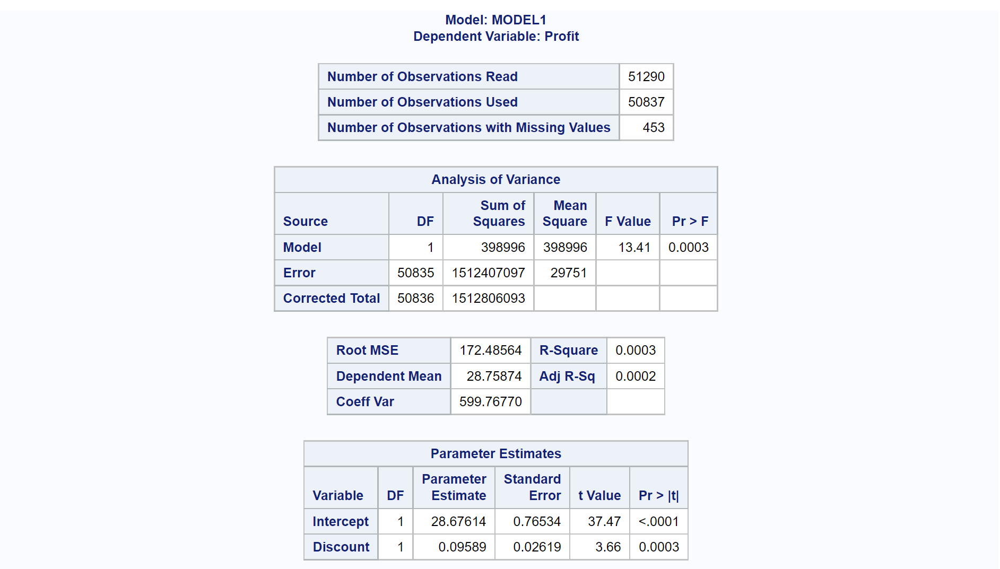 Model: MODEL1
Dependent Variable: Profit
Number of Observations Read 51290
Number of Observations Used 50837
Number of Observations with Missing Values 453
Analysis of Variance
Source DF Sum of Squares Mean Square F Value Pr > F
Model 1 398996 398996 13.41 0.0003
Error 50835 1512407097 29751
Corrected Total 50836 1512806093
Root MSE 172.48564 R-Square 0.0003
Dependent Mean 28.75874 Adj R-Sq 0.0002
Coeff Var 599.76770
Parameter Estimates
Variable DF Parameter Estimate Standard Error t Value Pr > |t|
Intercept 1 28.67614 0.76534 37.47 <.0001
Discount 1 0.09589 0.02619 3.66 0.0003